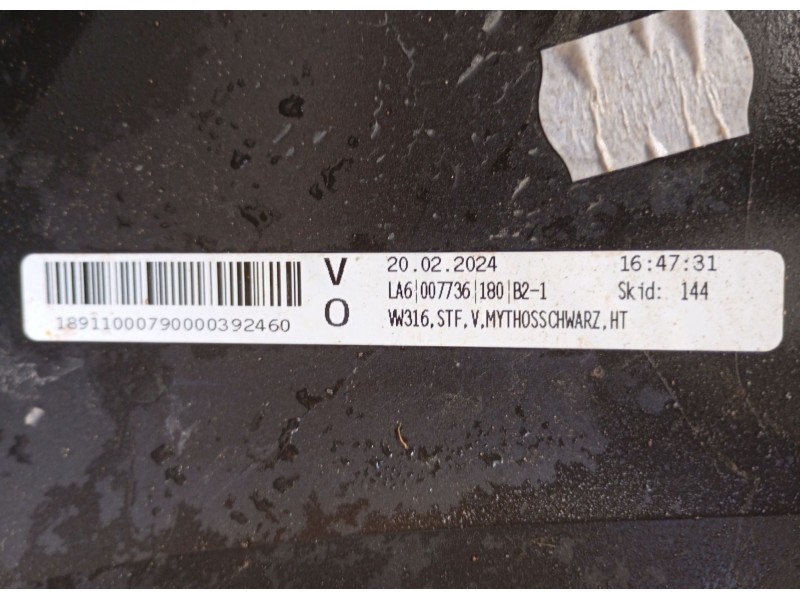 20.02.2024 16:47:31
V
LA6|007736|180|B2-1 Skid: 144
O
VW316,STF,V,MYTHOSSCHWARZ,HT
18911000790000392460